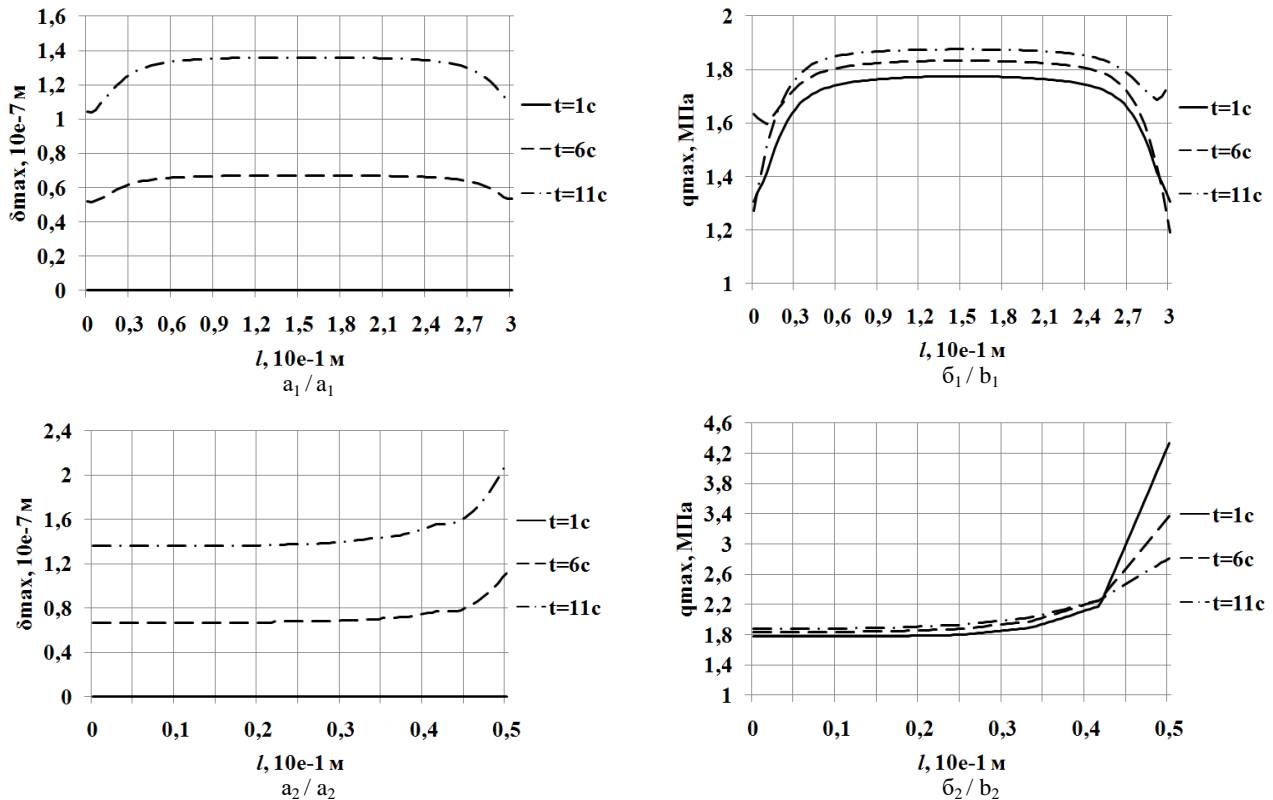 δmax, 10e-7 м
1,6
1,4
1,2
1
0,8
0,6
0,4
0,2
0
0 0,3 0,6 0,9 1,2 1,5 1,8 2,1 2,4 2,7 3
l, 10e-1 м
t=1c
t=6c
t=11c
a₁ / a₁
qmax, МПа
2
1,8
1,6
1,4
1,2
1
0 0,3 0,6 0,9 1,2 1,5 1,8 2,1 2,4 2,7 3
l, 10e-1 м
t=1c
t=6c
t=11c
б₁ / b₁
δmax, 10e-7 м
2,4
2
1,6
1,2
0,8
0,4
0
0 0,1 0,2 0,3 0,4 0,5
l, 10e-1 м
t=1c
t=6c
t=11c
a₂ / a₂
qmax, МПа
4,6
4,2
3,8
3,4
3
2,6
2,2
1,8
1,4
1
0 0,1 0,2 0,3 0,4 0,5
l, 10e-1 м
t=1c
t=6c
t=11c
б₂ / b₂